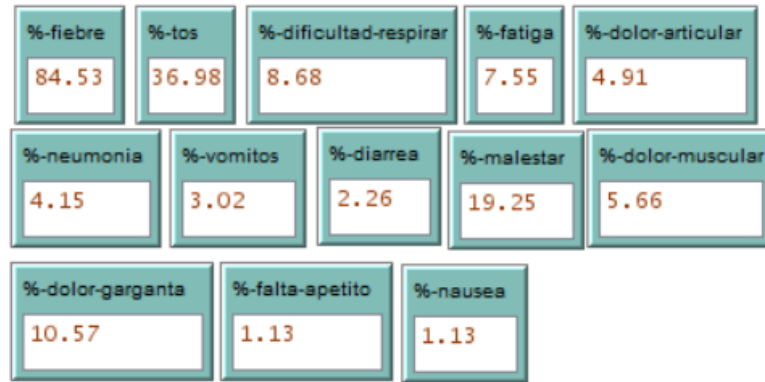 %-fiebre %-tos %-dificultad-respirar %-fatiga %-dolor-articular
84.53 36.98 8.68 7.55 4.91
%-neumonia %-vomitos %-diarrea %-malestar %-dolor-muscular
4.15 3.02 2.26 19.25 5.66
%-dolor-garganta %-falta-apetito %-nausea
10.57 1.13 1.13